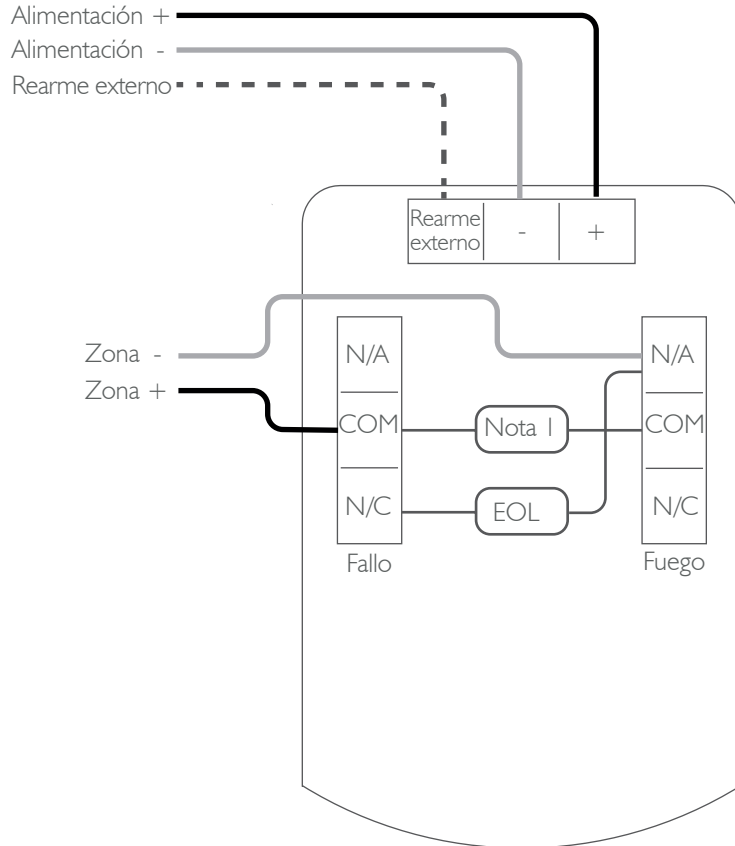 Alimentación +
Alimentación -
Rearme externo
Rearme
externo
-
+
Zona -
Zona +
N/A
COM
N/C
Fallo
Nota 1
EOL
N/A
COM
N/C
Fuego